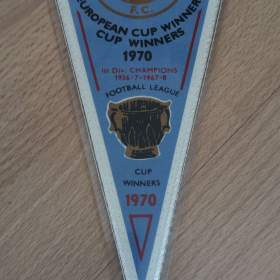 F.C.
EUROPEAN CUP WINNERS
CUP WINNERS
1970
1st DIV. CHAMPIONS
1936-7-1967-8
FOOTBALL LEAGUE
CUP
WINNERS
1970